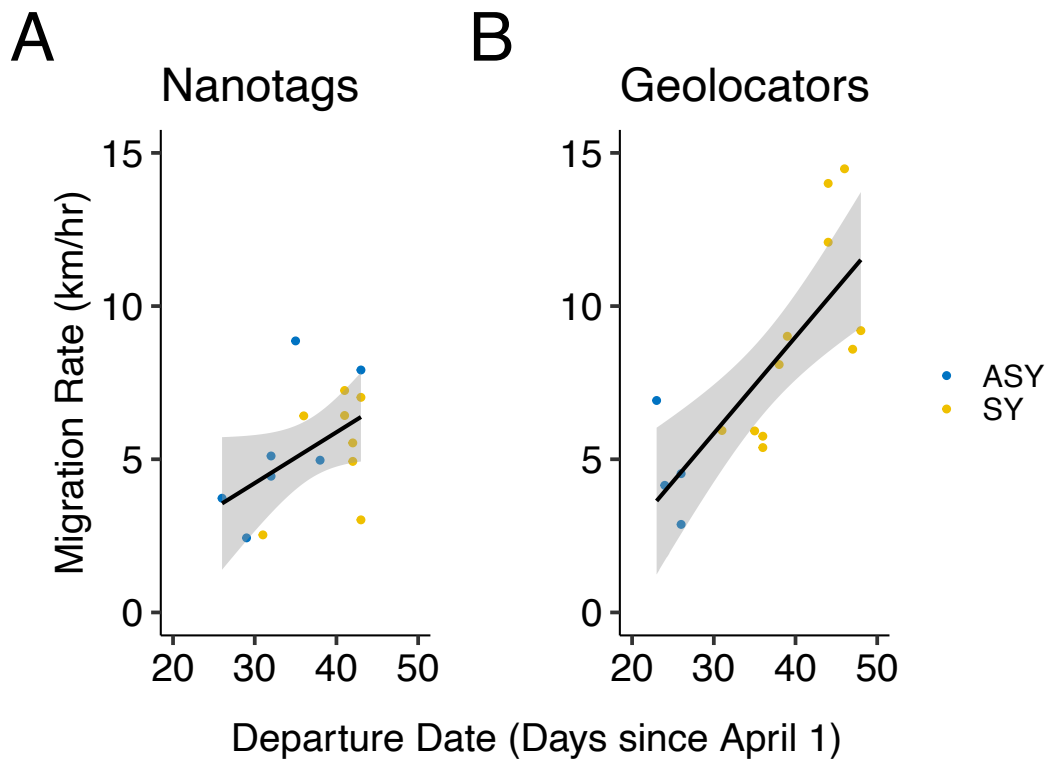 A
B
Nanotags
Geolocators
Migration Rate (km/hr)
15
10
5
0
20 30 40 50
15
10
5
0
20 30 40 50
ASY
SY
Departure Date (Days since April 1)